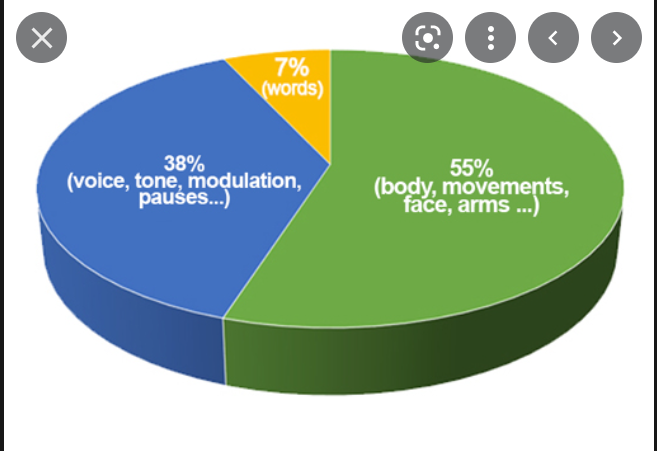 7%
(words)
38%
(voice, tone, modulation,
pauses...)
55%
(body, movements,
face, arms ...)